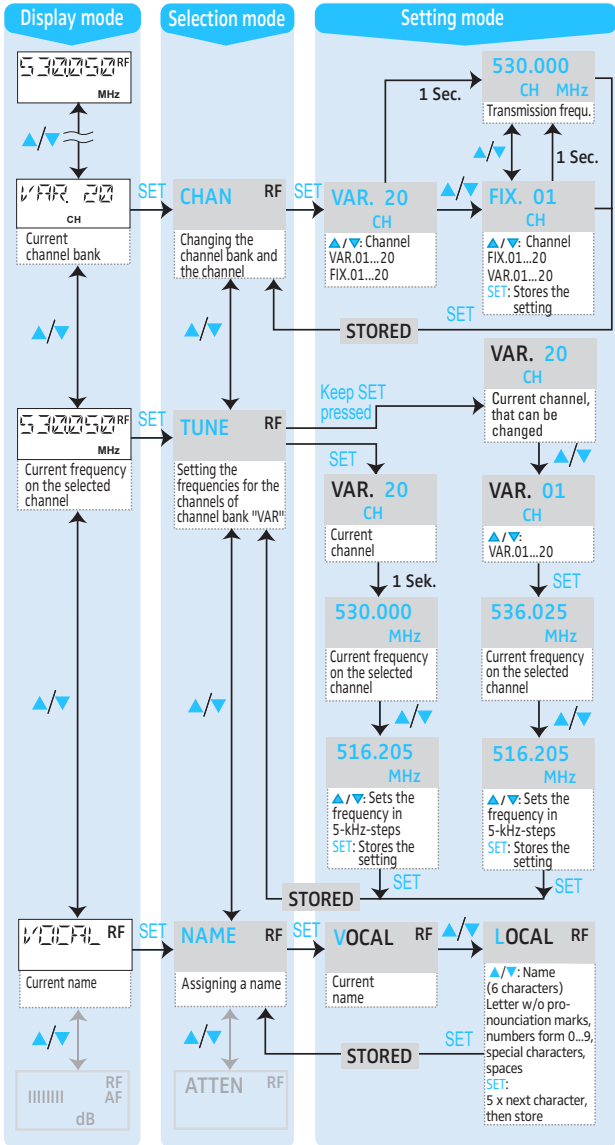 Display mode
Selection mode
Setting mode
530.050 RF
MHz
530.000
CH MHz
Transmission frequ.
1 Sec.
1 Sec.
▲/▼
▲/▼
VAR. 20
CH
Current
channel bank
SET
CHAN RF
Changing the
channel bank and
the channel
SET
VAR. 20
CH
▲/▼: Channel
VAR.01...20
FIX.01...20
▲/▼
FIX. 01
CH
▲/▼: Channel
FIX.01...20
VAR.01...20
SET: Stores the
setting
SET
STORED
▲/▼
▲/▼
530.050 RF
MHz
Current frequency
on the selected
channel
SET
TUNE RF
Setting the
frequencies for the
channels of
channel bank "VAR"
Keep SET
pressed
SET
VAR. 20
CH
Current channel,
that can be
changed
▲/▼
VAR. 20
CH
Current
channel
VAR. 01
CH
▲/▼:
VAR.01...20
1 Sek.
SET
530.000
MHz
Current frequency
on the selected
channel
536.025
MHz
Current frequency
on the selected
channel
▲/▼
▲/▼
▲/▼
▲/▼
516.205
MHz
▲/▼: Sets the
frequency in
5-kHz-steps
SET: Stores the
setting
516.205
MHz
▲/▼: Sets the
frequency in
5-kHz-steps
SET: Stores the
setting
SET
SET
STORED
VOCAL RF
Current name
SET
NAME RF
Assigning a name
SET
VOCAL RF
Current
name
▲/▼
LOCAL RF
▲/▼: Name
(6 characters)
Letter w/o pro-
nounciation marks,
numbers form 0...9,
special characters,
spaces
SET:
5 x next character,
then store
SET
STORED
▲/▼
▲/▼
RF
AF
dB
ATTEN RF